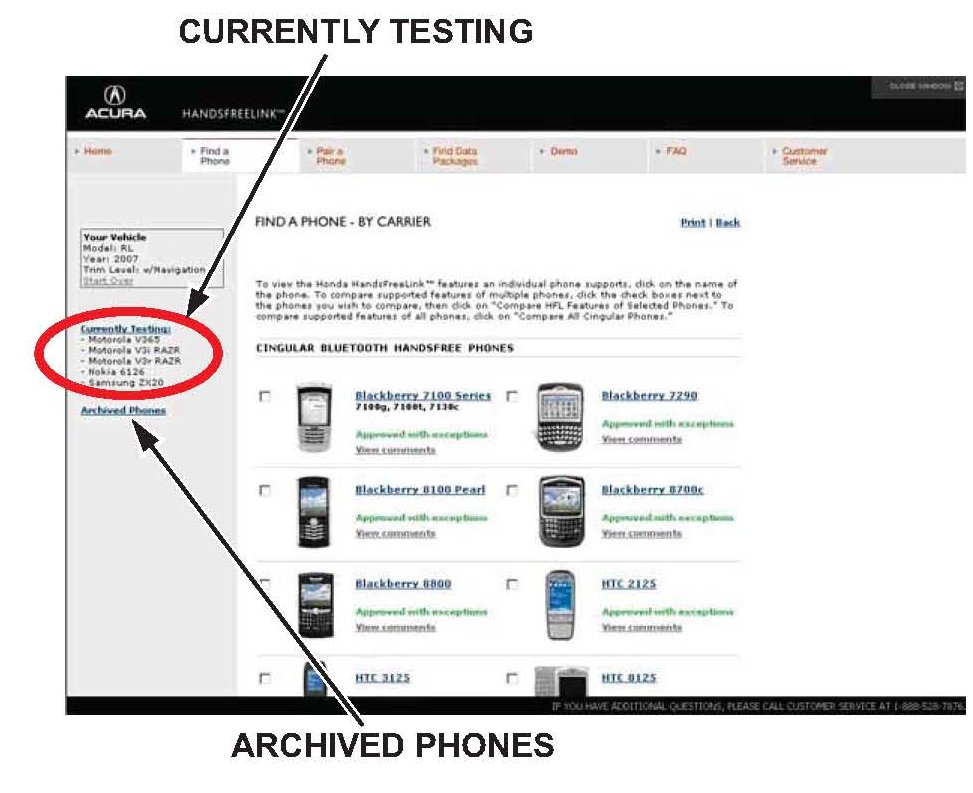 CURRENTLY TESTING
CLOSE WINDOW
ACURA
HANDSFREELINK™
Home
Find a
Phone
Pair a
Phone
Find Data
Packages
Demo
FAQ
Customer
Service
FIND A PHONE - BY CARRIER
Print | Back
Your Vehicle
Model: RL
Year: 2007
Trim Level: w/Navigation
Start Over
To view the Honda HandsFreeLink™ features an individual phone supports, click on the name of
the phone. To compare supported features of multiple phones, click the check boxes next to
the phones you wish to compare, then click on "Compare HFL Features of Selected Phones." To
compare supported features of all phones, click on "Compare All Cingular Phones."
Currently Testing:
- Motorola V365
- Motorola V3i RAZR
- Motorola V3r RAZR
- Nokia 6126
- Samsung ZX20
Archived Phones
CINGULAR BLUETOOTH HANDSFREE PHONES
Blackberry 7100 Series
7100g, 7100t, 7130c
Approved with exceptions
View comments
Blackberry 7290
Approved with exceptions
View comments
Blackberry 8100 Pearl
Approved with exceptions
View comments
Blackberry 8700c
Approved with exceptions
View comments
Blackberry 8800
Approved with exceptions
View comments
HTC 2125
Approved with exceptions
View comments
HTC 3125
HTC 8125
IF YOU HAVE ADDITIONAL QUESTIONS, PLEASE CALL CUSTOMER SERVICE AT 1-888-528-7876.
ARCHIVED PHONES